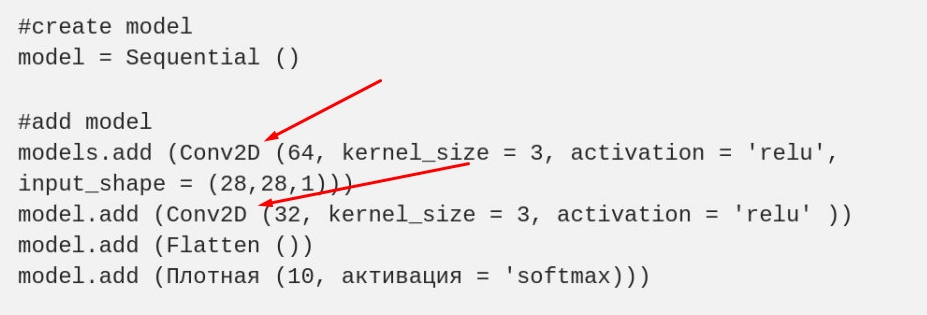 #create model
model = Sequential ()
#add model
models.add (Conv2D (64, kernel_size = 3, activation = 'relu',
input_shape = (28,28,1)))
model.add (Conv2D (32, kernel_size = 3, activation = 'relu' ))
model.add (Flatten ())
model.add (Плотная (10, активация = 'softmax)))